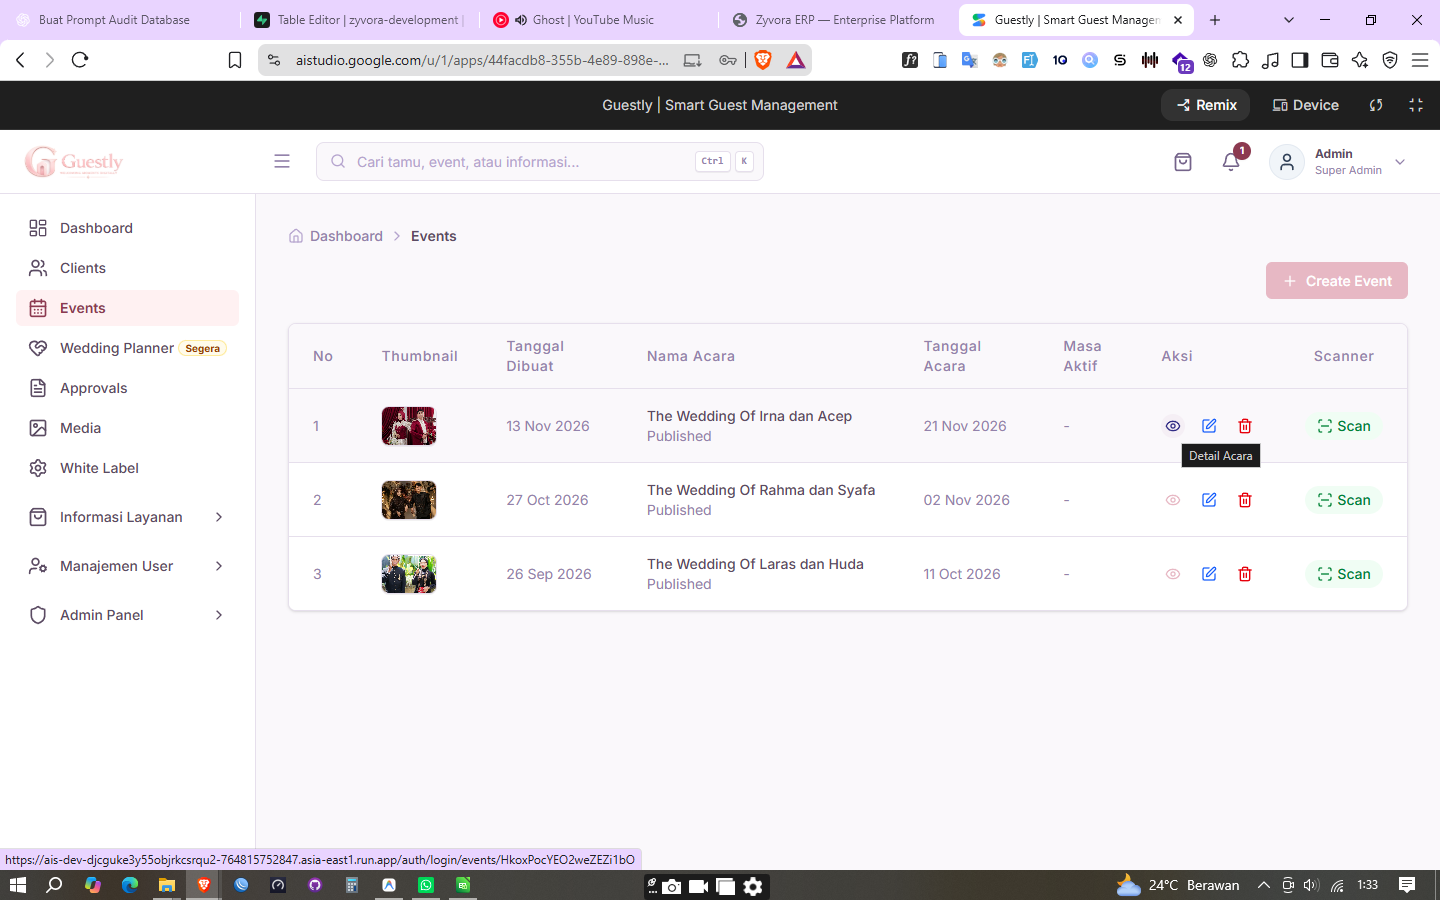 Buat Prompt Audit Database
Table Editor | zyvora-development |
Ghost | YouTube Music
Zyvora ERP — Enterprise Platform
Guestly | Smart Guest Managemen
aistudio.google.com/u/1/apps/44facdb8-355b-4e89-898e-...
12
Guestly | Smart Guest Management
Remix
Device
Guestly
Cari tamu, event, atau informasi...
Ctrl K
1
Admin
Super Admin
Dashboard
Clients
Events
Wedding Planner Segera
Approvals
Media
White Label
Informasi Layanan
Manajemen User
Admin Panel
Dashboard > Events
+ Create Event
No Thumbnail Tanggal Dibuat Nama Acara Tanggal Acara Masa Aktif Aksi Scanner
1 13 Nov 2026 The Wedding Of Irna dan Acep 21 Nov 2026 - Scan
Published
Detail Acara
2 27 Oct 2026 The Wedding Of Rahma dan Syafa 02 Nov 2026 - Scan
Published
3 26 Sep 2026 The Wedding Of Laras dan Huda 11 Oct 2026 - Scan
Published
https://ais-dev-djcguke3y55objrkcsrqu2-764815752847.asia-east1.run.app/auth/login/events/HkoxPocYEO2weZEZi1bO
24°C Berawan
1:33